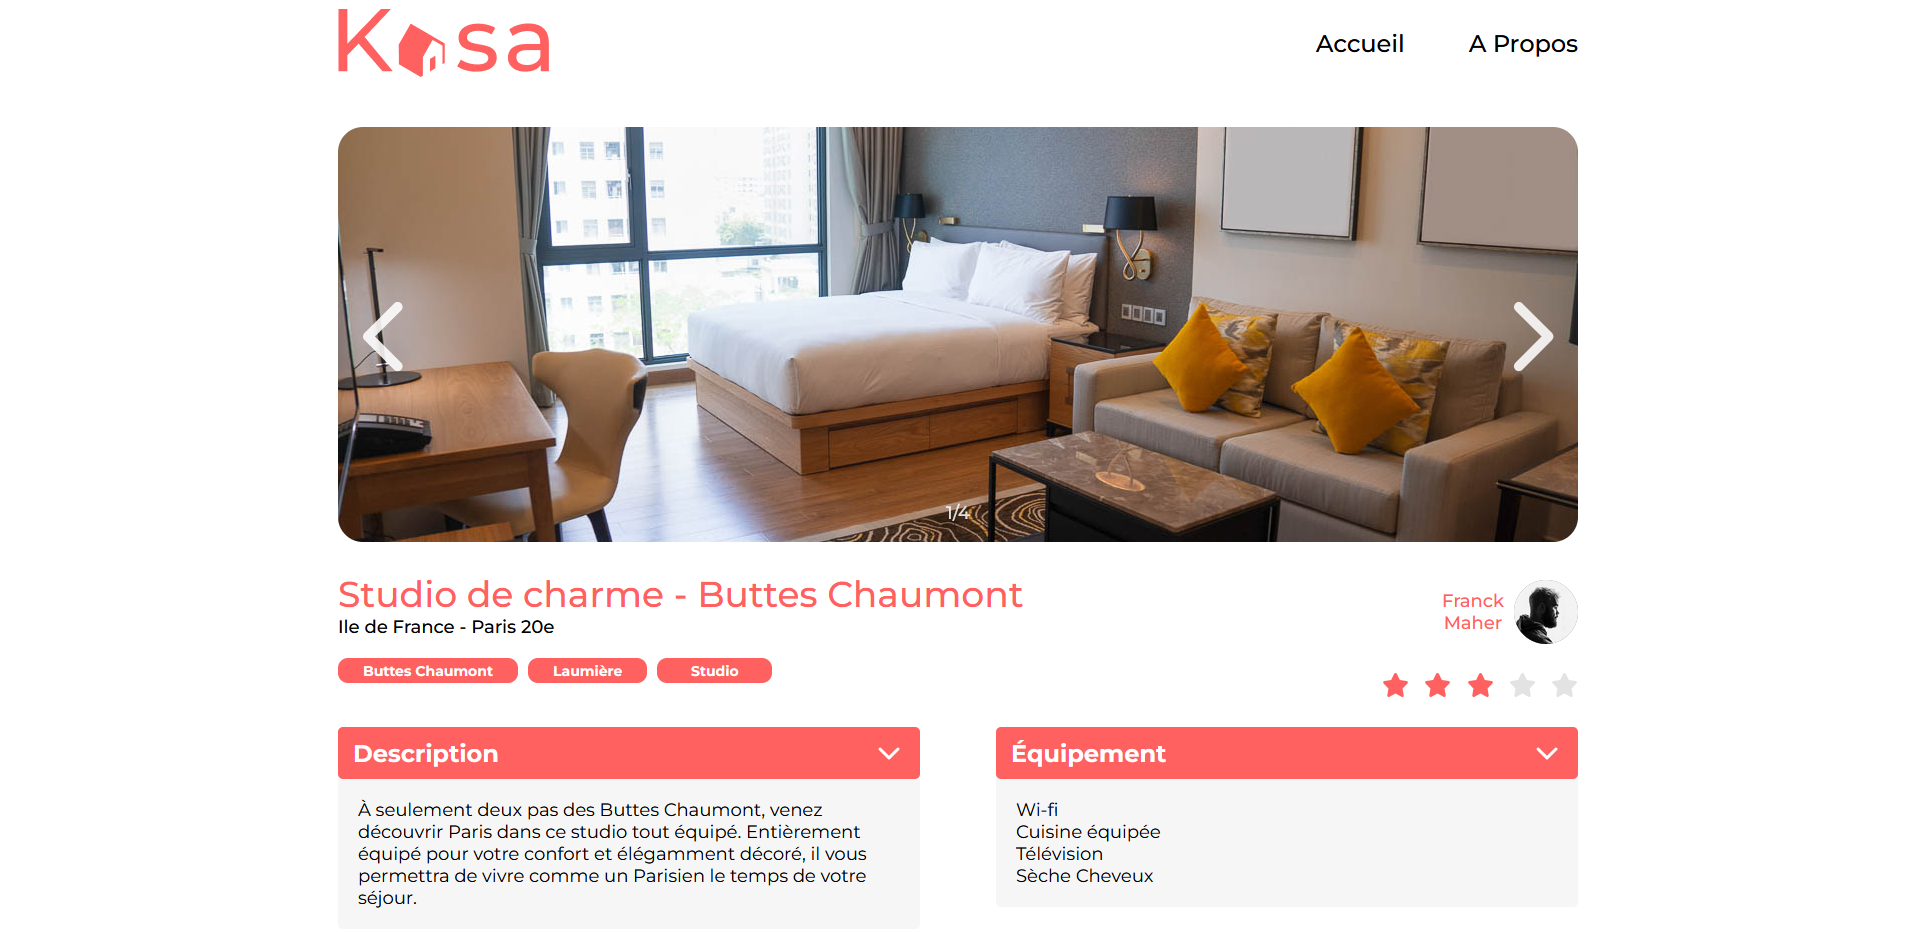 Kasa
Accueil
A Propos
1/4
Studio de charme - Buttes Chaumont
Ile de France - Paris 20e
Franck
Maher
Buttes Chaumont
Laumière
Studio
Description
À seulement deux pas des Buttes Chaumont, venez
découvrir Paris dans ce studio tout équipé. Entièrement
équipé pour votre confort et élégamment décoré, il vous
permettra de vivre comme un Parisien le temps de votre
séjour.
Équipement
Wi-fi
Cuisine équipée
Télévision
Sèche Cheveux